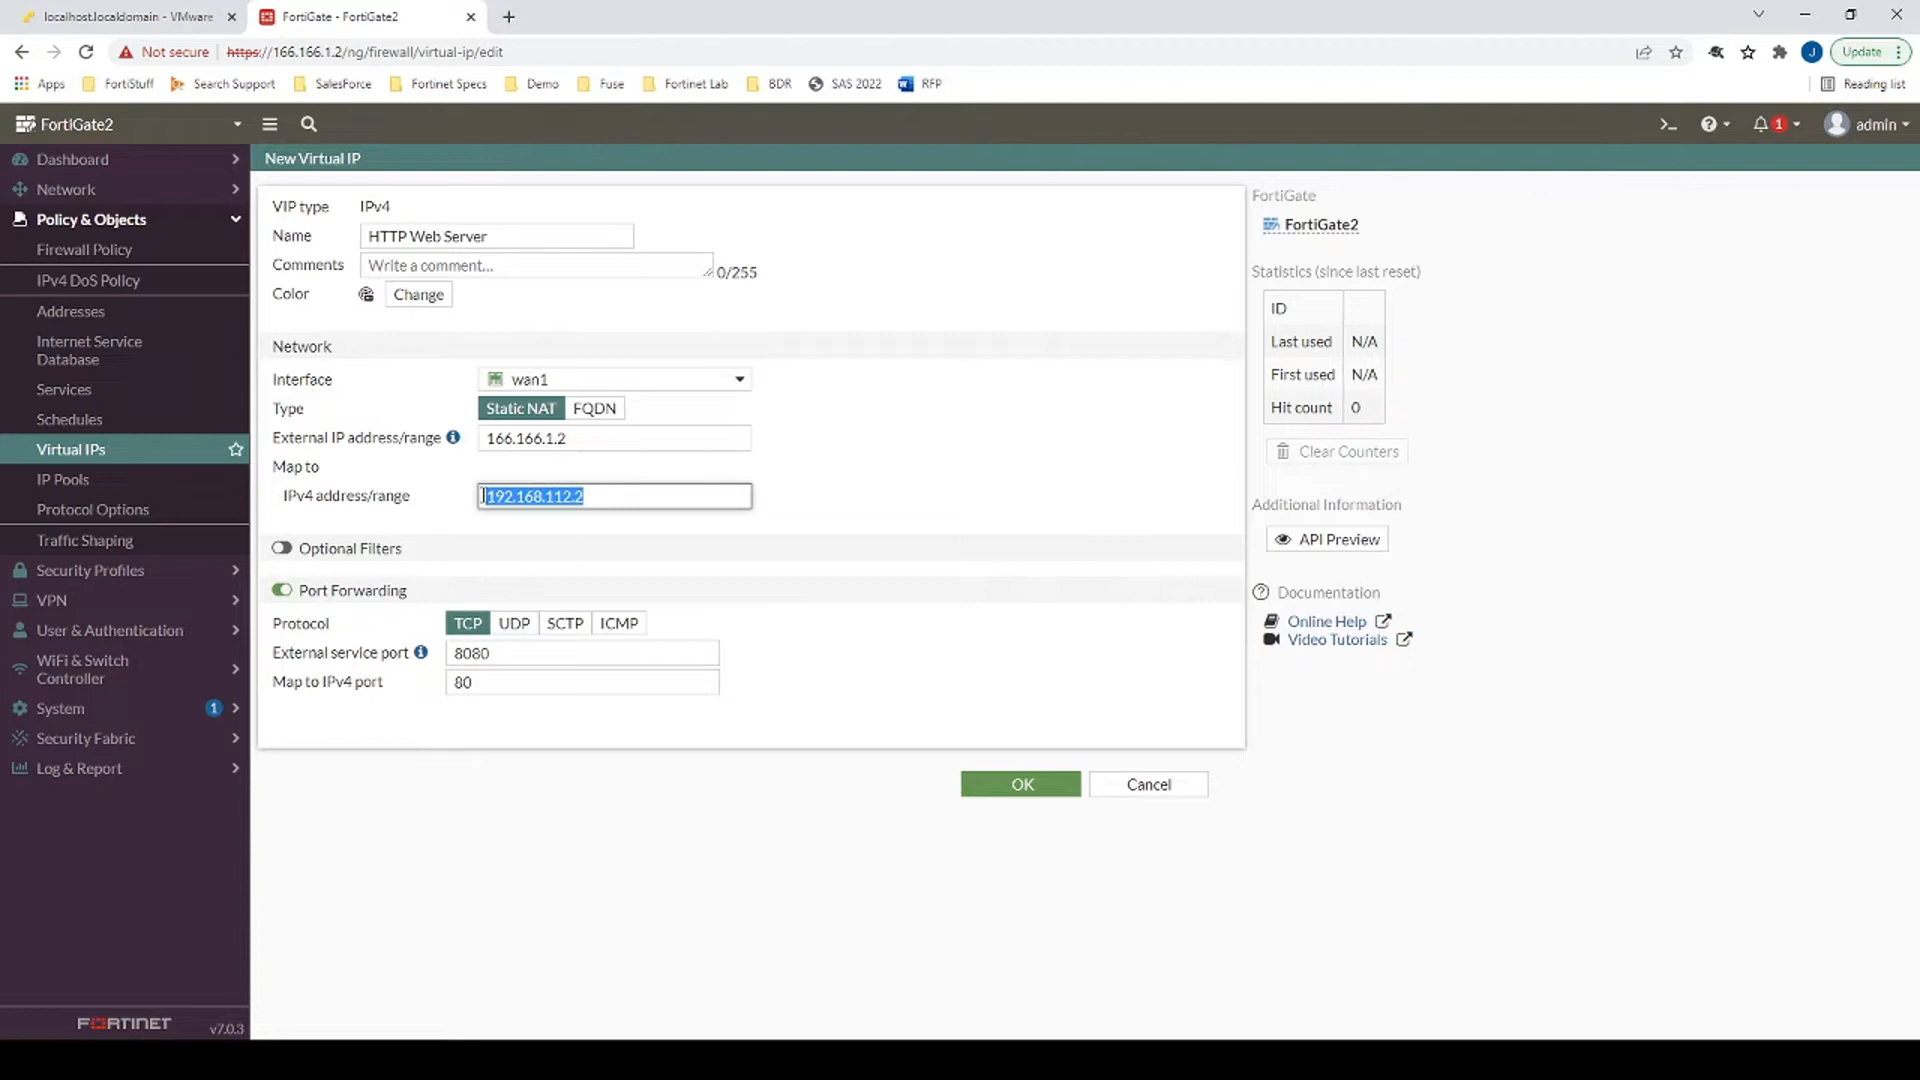 localhost.localdomain - VMware
FortiGate - FortiGate2
Not secure https://166.166.1.2/ng/firewall/virtual-ip/edit
Update
Apps FortiStuff Search Support SalesForce Fortinet Specs Demo Fuse Fortinet Lab BDR SAS 2022 RFP Reading list
FortiGate2
1 admin
Dashboard
Network
Policy & Objects
Firewall Policy
IPv4 DoS Policy
Addresses
Internet Service
Database
Services
Schedules
Virtual IPs
IP Pools
Protocol Options
Traffic Shaping
Security Profiles
VPN
User & Authentication
WiFi & Switch
Controller
System 1
Security Fabric
Log & Report
FORTINET v7.0.3
New Virtual IP
VIP type IPv4
Name HTTP Web Server
Comments Write a comment... 0/255
Color Change
Network
Interface wan1
Type Static NAT FQDN
External IP address/range 166.166.1.2
Map to
IPv4 address/range 192.168.112.2
Optional Filters
Port Forwarding
Protocol TCP UDP SCTP ICMP
External service port 8080
Map to IPv4 port 80
OK Cancel
FortiGate
FortiGate2
Statistics (since last reset)
ID
Last used N/A
First used N/A
Hit count 0
Clear Counters
Additional Information
API Preview
Documentation
Online Help
Video Tutorials